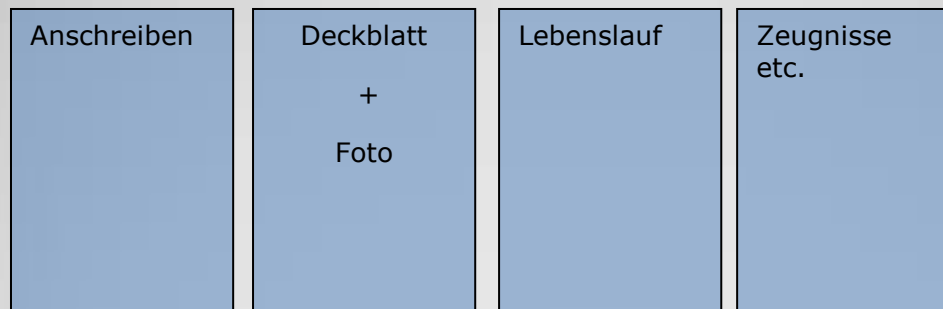 Anschreiben
Deckblatt
+
Foto
Lebenslauf
Zeugnisse
etc.